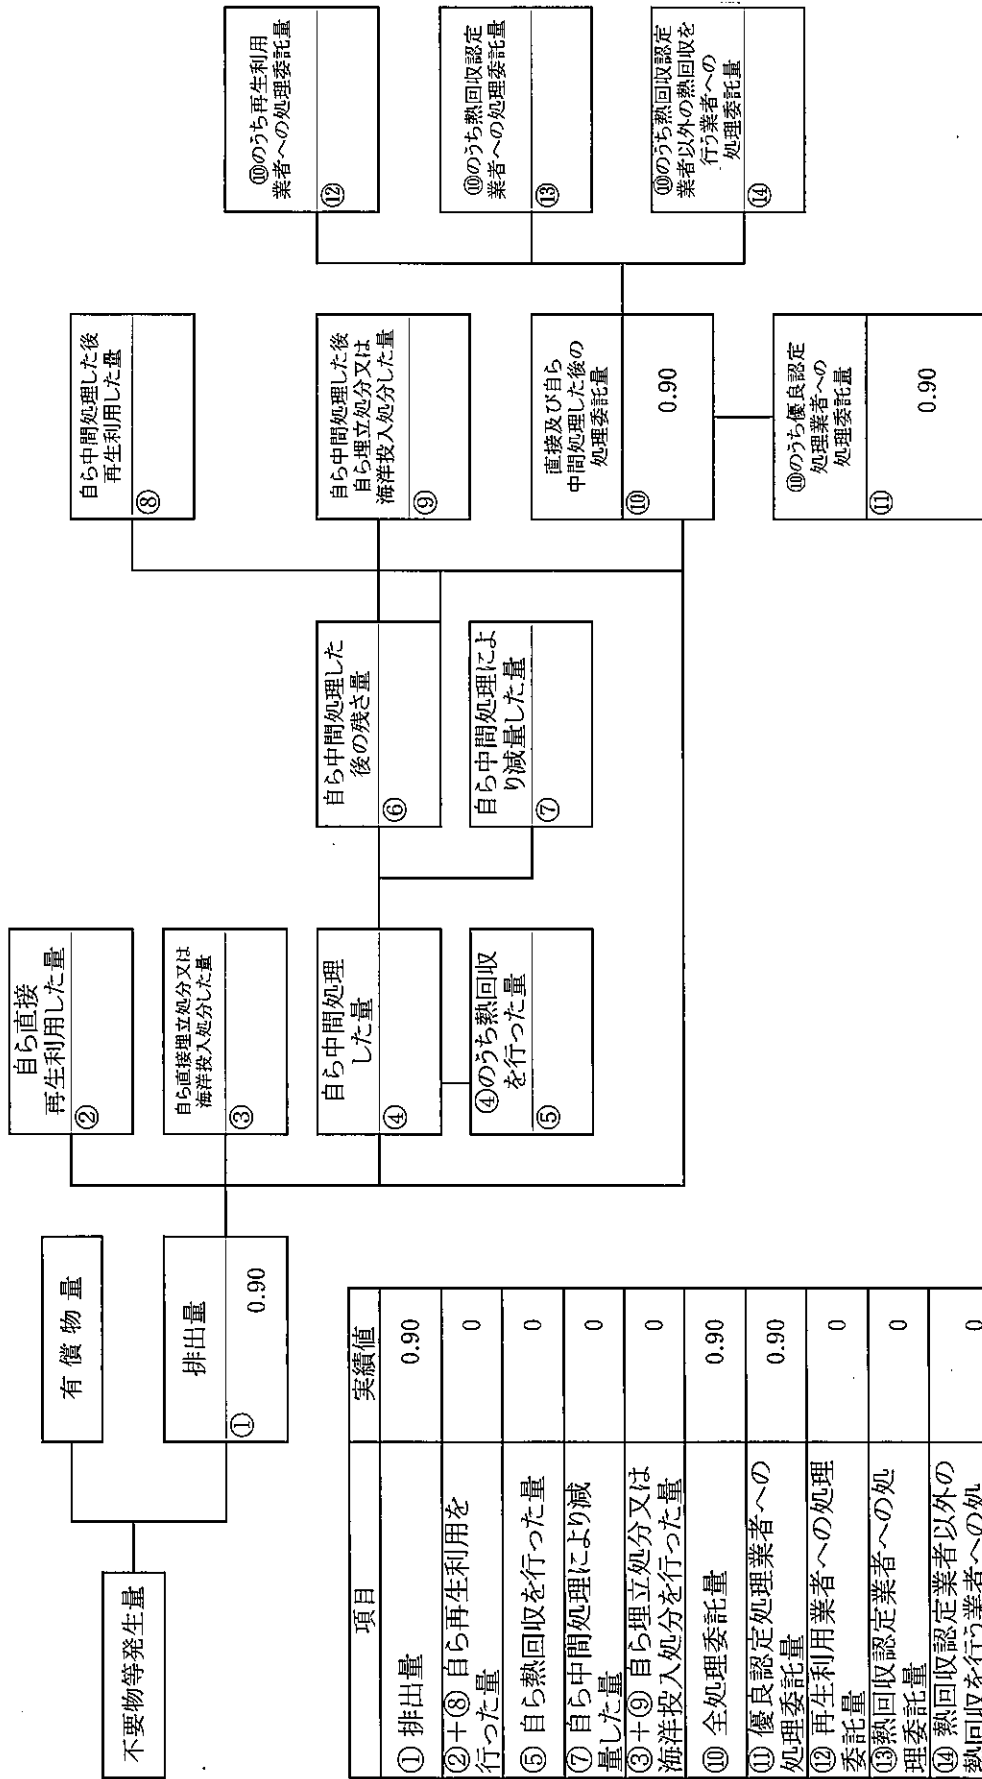 不要物等発生量
有償物量
排出量
①
0.90
自ら直接
再生利用した量
②
自ら直接埋立処分又は
海洋投入処分した量
③
自ら中間処理
した量
④
④のうち熱回収
を行った量
⑤
自ら中間処理した
後の残さ量
⑥
自ら中間処理によ
り減量した量
⑦
自ら中間処理した後
再生利用した量
⑧
自ら中間処理した後
自ら埋立処分又は
海洋投入処分した量
⑨
直接及び自ら
中間処理した後の
処理委託量
⑩
0.90
⑩のうち優良認定
処理業者への
処理委託量
⑪
0.90
⑩のうち再生利用
業者への処理委託量
⑫
⑩のうち熱回収認定
業者への処理委託量
⑬
⑩のうち熱回収認定
業者以外の熱回収を
行う業者への
処理委託量
⑭
項目 実績値
①排出量 0.90
②+⑧ 自ら再生利用を
行った量 0
⑤ 自ら熱回収を行った量 0
⑦ 自ら中間処理により減
量した量 0
③+⑨ 自ら埋立処分又は
海洋投入処分を行った量 0
⑩ 全処理委託量 0.90
⑪ 優良認定処理業者への
処理委託量 0.90
⑫ 再生利用業者への処理
委託量 0
⑬熱回収認定業者への処
理委託量 0
⑭ 熱回収認定業者以外の
熱回収を行う業者への処 0